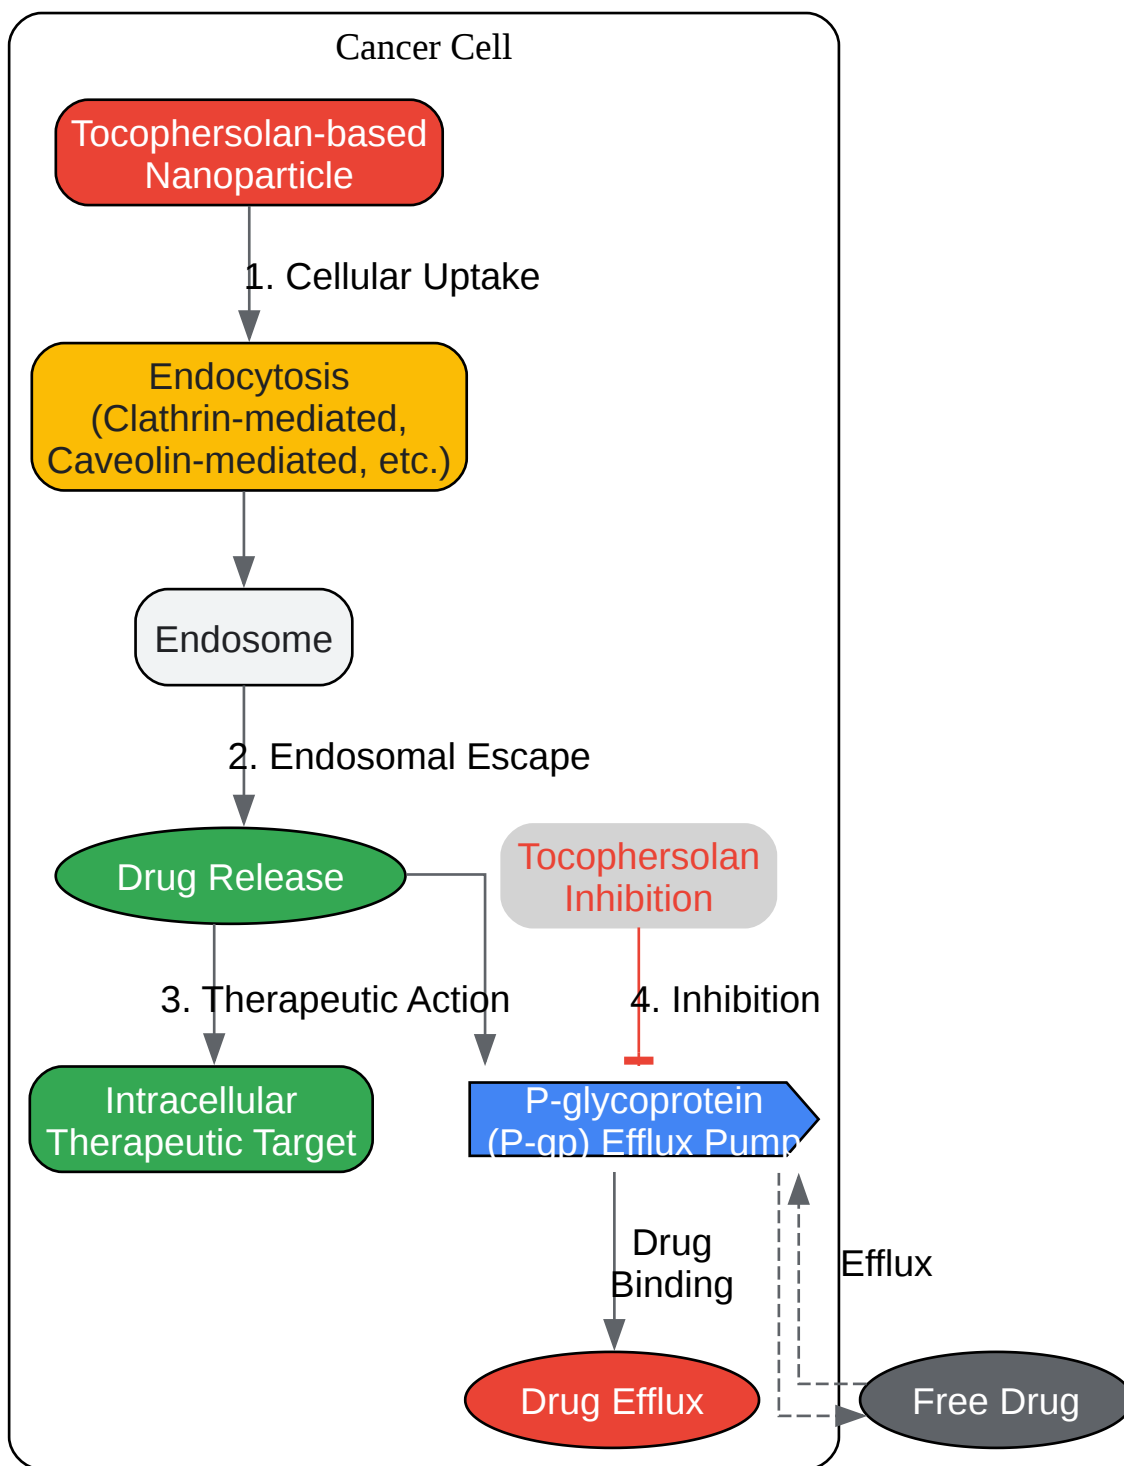 Cancer Cell
Tocophersolan-based
Nanoparticle
1. Cellular Uptake
Endocytosis
(Clathrin-mediated,
Caveolin-mediated, etc.)
Endosome
2. Endosomal Escape
Drug Release
Tocophersolan
Inhibition
3. Therapeutic Action
4. Inhibition
Intracellular
Therapeutic Target
P-glycoprotein
(P-gp) Efflux Pump
Drug
Binding
Efflux
Drug Efflux
Free Drug